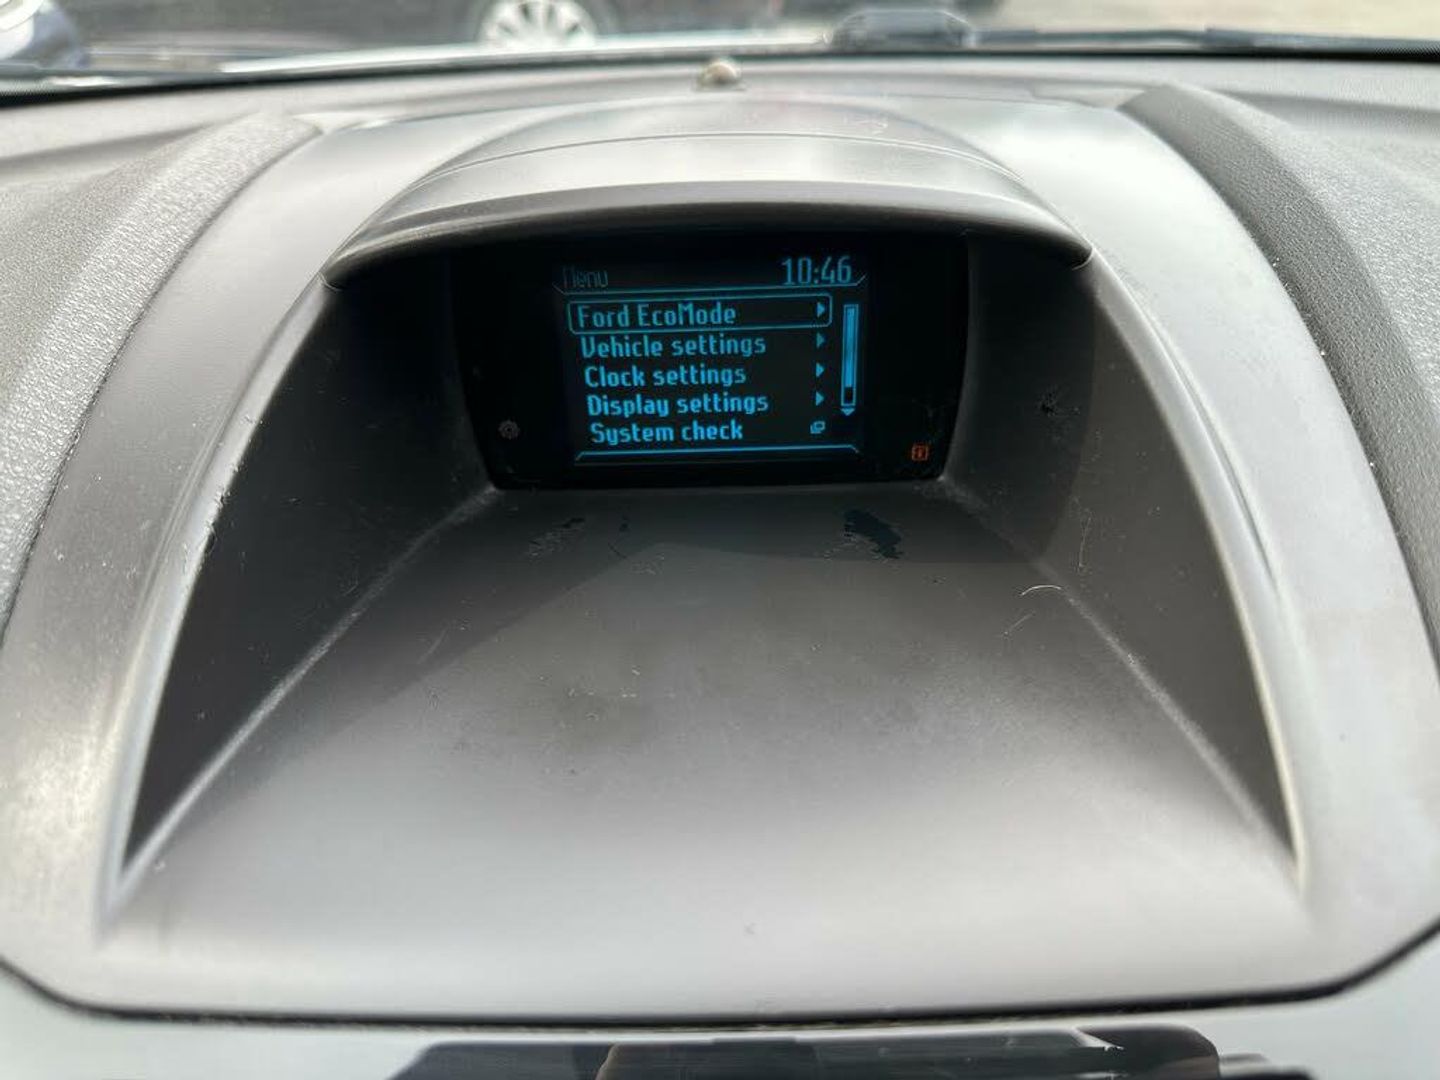 Menu 10:46
Ford EcoMode
Vehicle settings
Clock settings
Display settings
System check